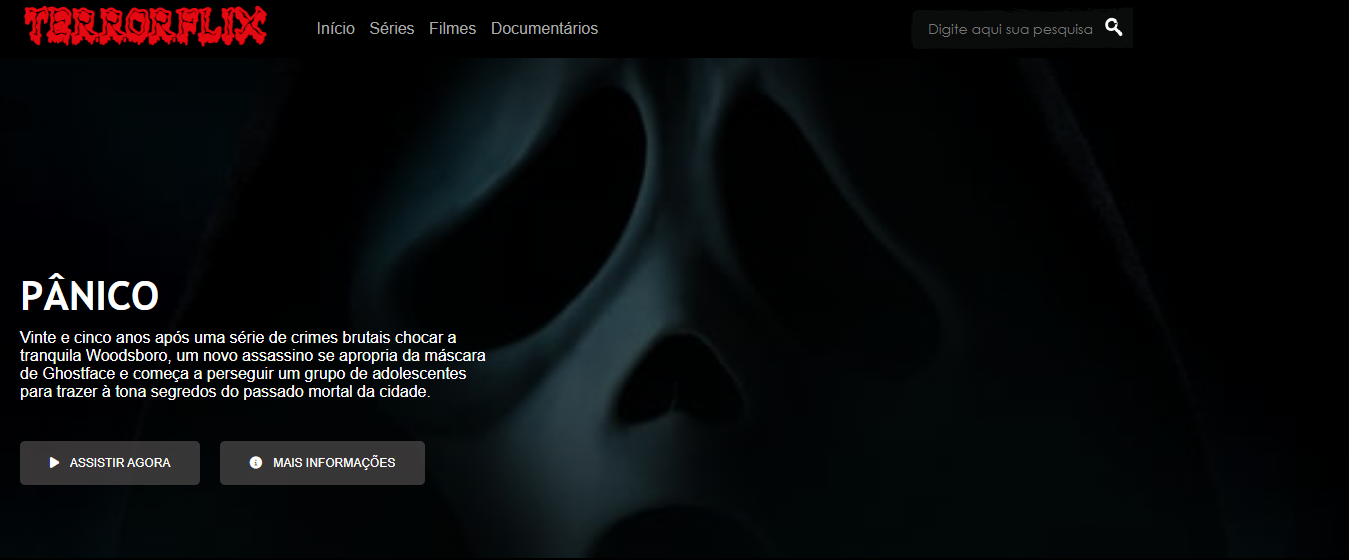 TERRORFLIX
Início Séries Filmes Documentários
Digite aqui sua pesquisa
PÂNICO
Vinte e cinco anos após uma série de crimes brutais chocar a
tranquila Woodsboro, um novo assassino se apropria da máscara
de Ghostface e começa a perseguir um grupo de adolescentes
para trazer à tona segredos do passado mortal da cidade.
ASSISTIR AGORA
MAIS INFORMAÇÕES